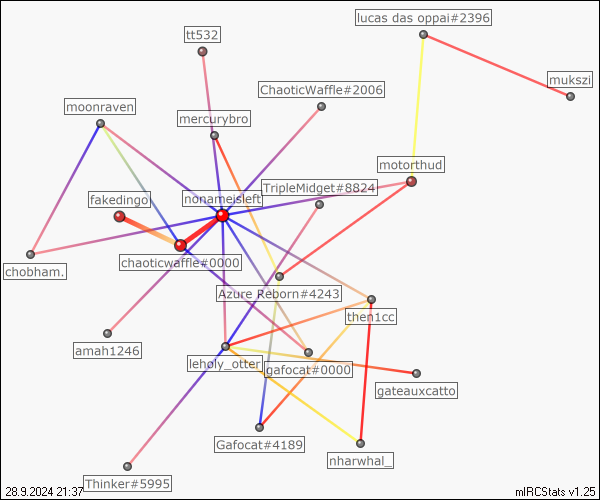 lucas das oppai#2396
tt532
mukszi
ChaoticWaffle#2006
moonraven
mercurybro
motorthud
TripleMidget#8824
fakedingo
nonameisleft
chaoticwaffle#0000
chobham.
Azure Reborn#4243
then1cc
amah1246
leholy_otter
gafocat#0000
gateauxcatto
Gafocat#4189
nharwhal_
Thinker#5995
28.9.2024 21:37
mIRCStats v1.25